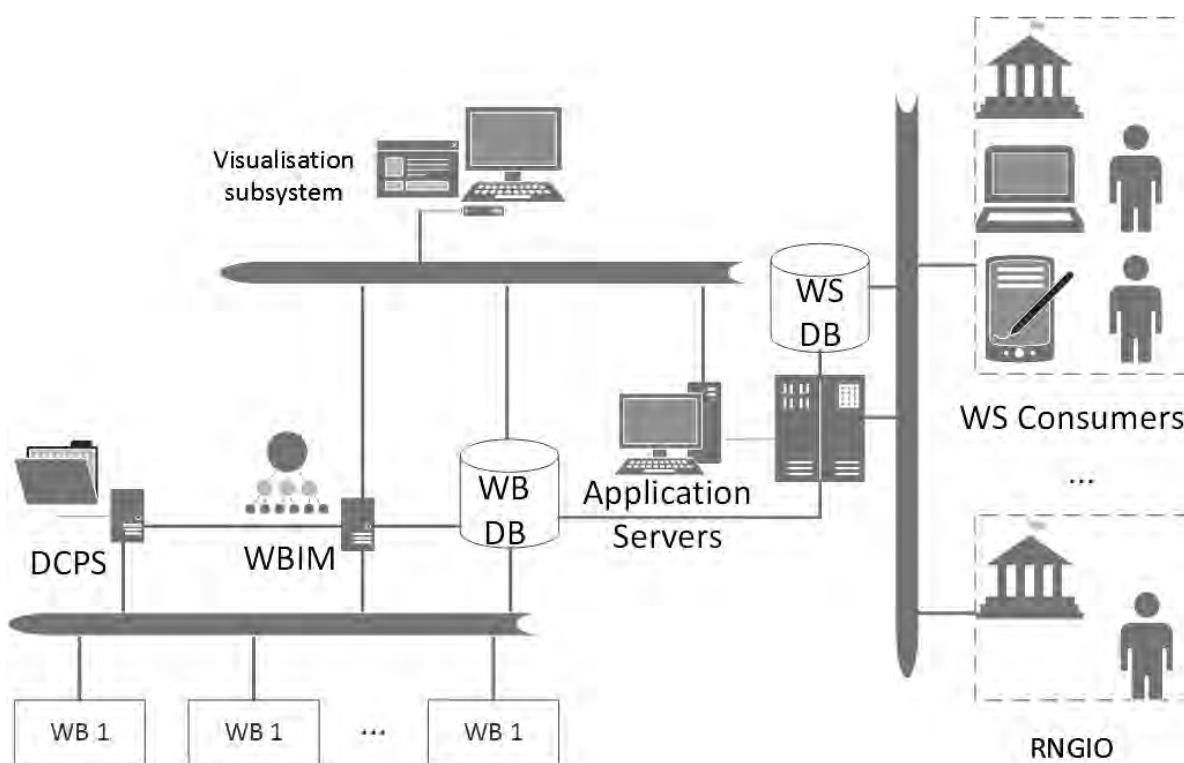 Visualisation
subsystem
WS
DB
WS Consumers
...
WB
DB
Application
Servers
DCPS
WBIM
WB 1
WB 1
...
WB 1
RNGIO